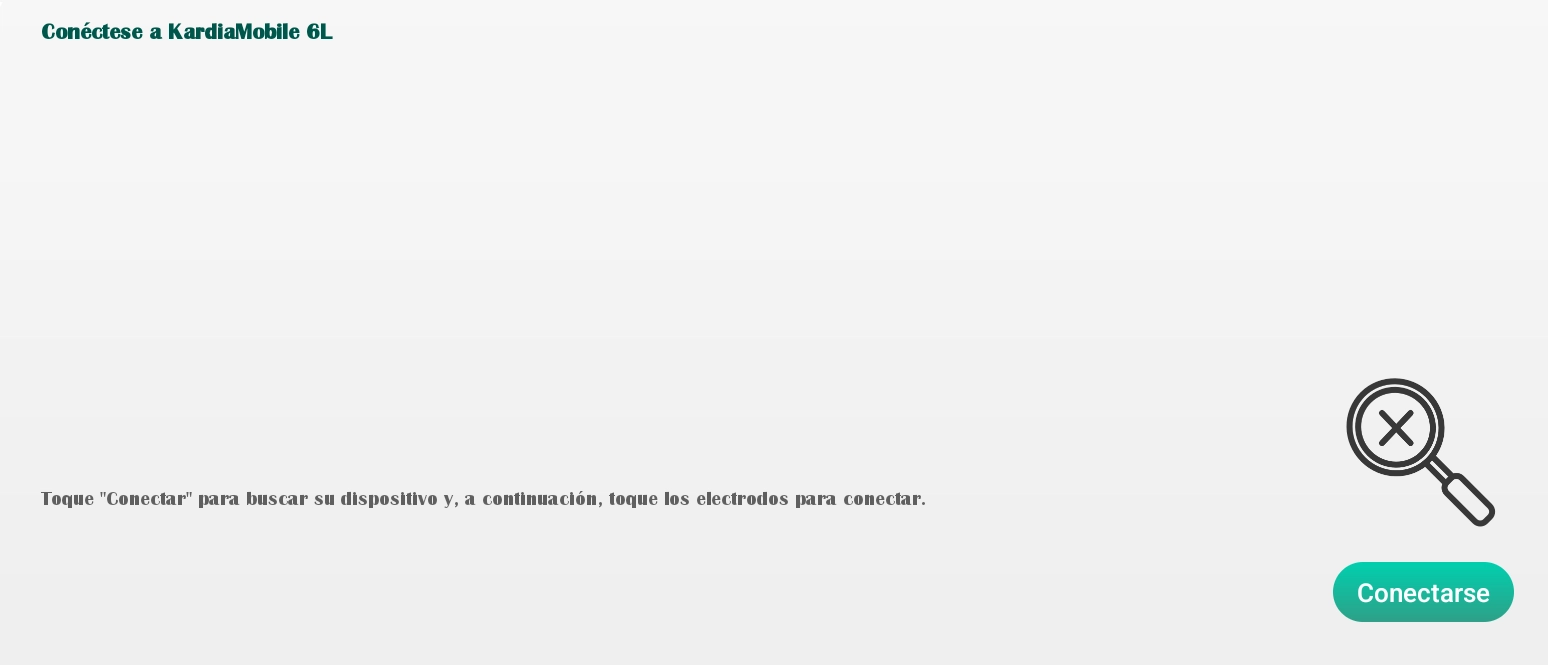 Conéctese a KardiaMobile 6L
Toque "Conectar" para buscar su dispositivo y, a continuación, toque los electrodos para conectar.
Conectarse